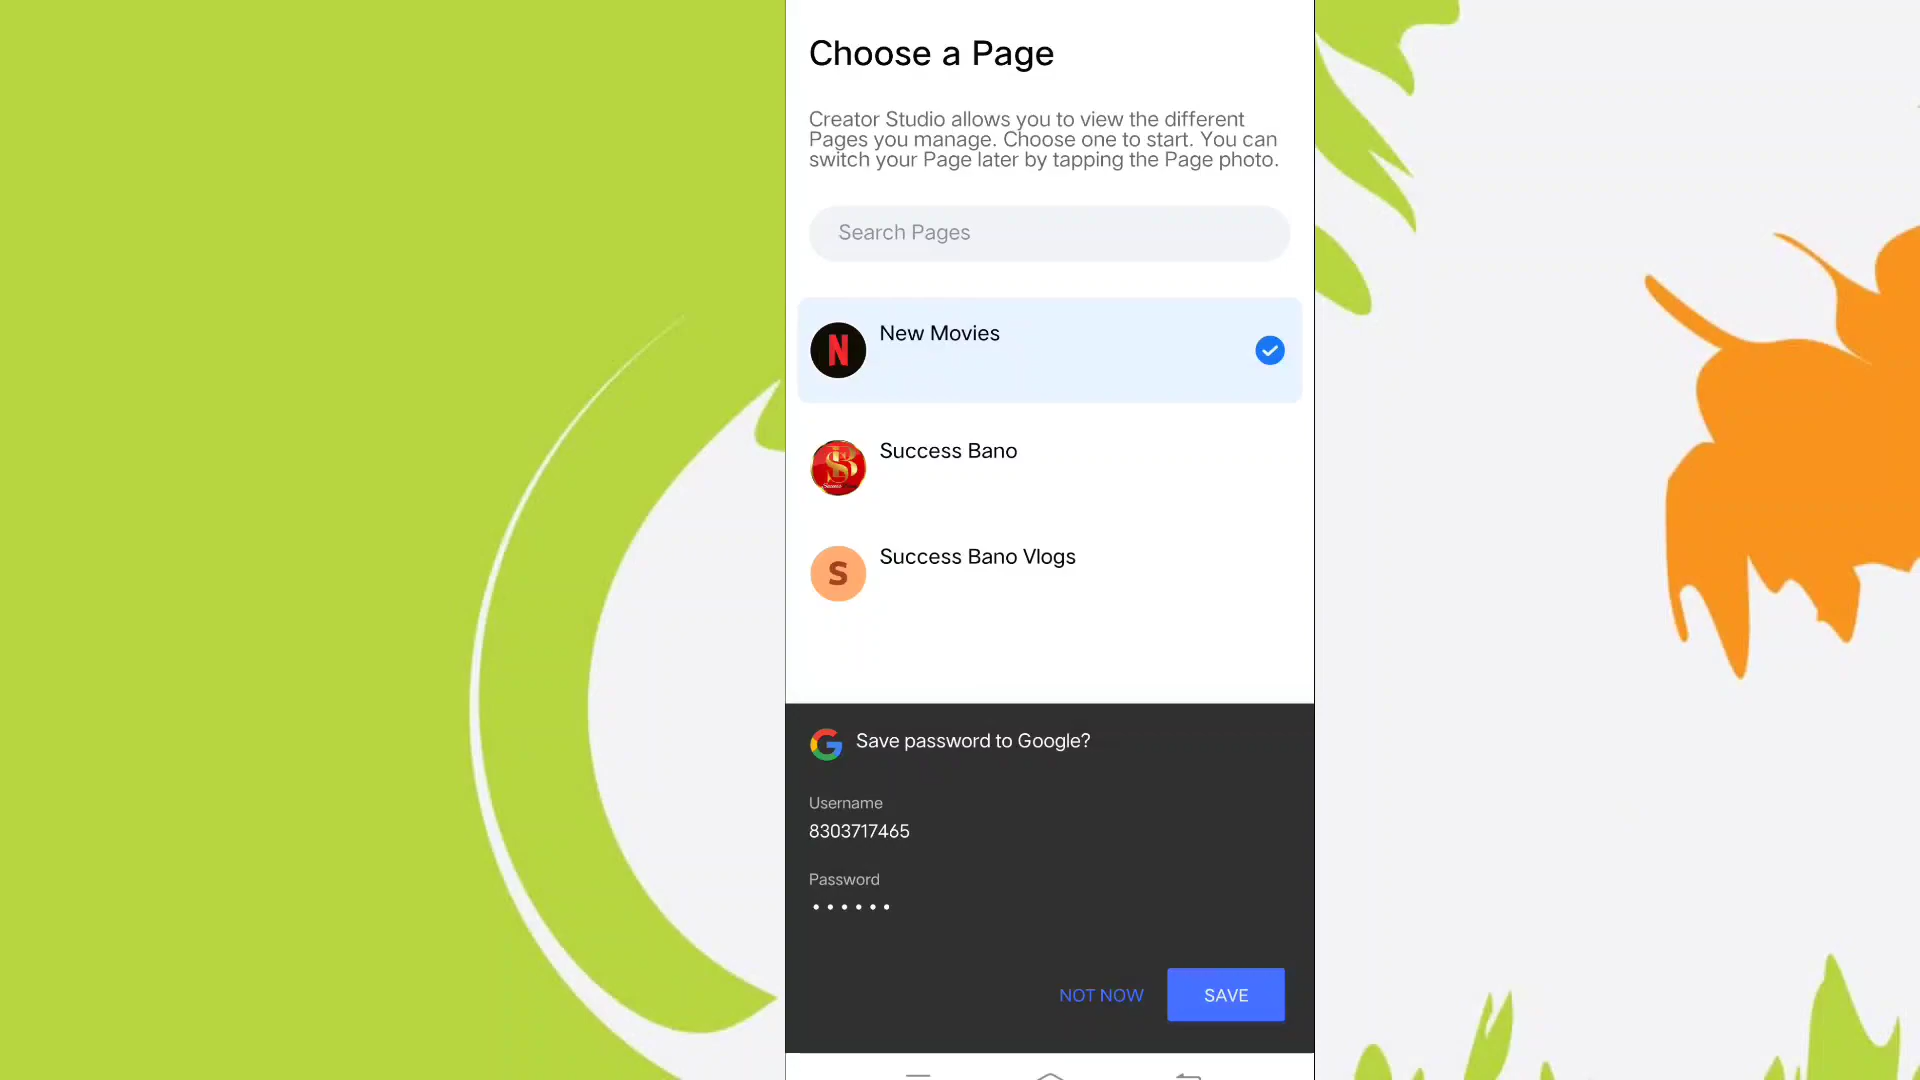 Choose a Page
Creator Studio allows you to view the different
Pages you manage. Choose one to start. You can
switch your Page later by tapping the Page photo.
Search Pages
N
New Movies
Success Bano
S
Success Bano Vlogs
G
Save password to Google?
Username
8303717465
Password
••••••
NOT NOW
SAVE